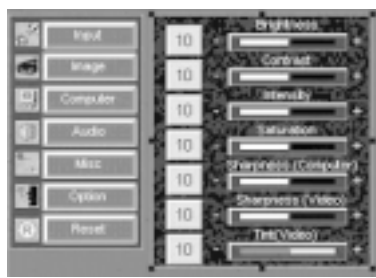 Input
Image
Computer
Audio
Misc
Option
Reset
Brightness
10
Contrast
10
Intensity
10
Saturation
10
Sharpness (Computer)
10
Sharpness (Video)
10
Tint(Video)
10